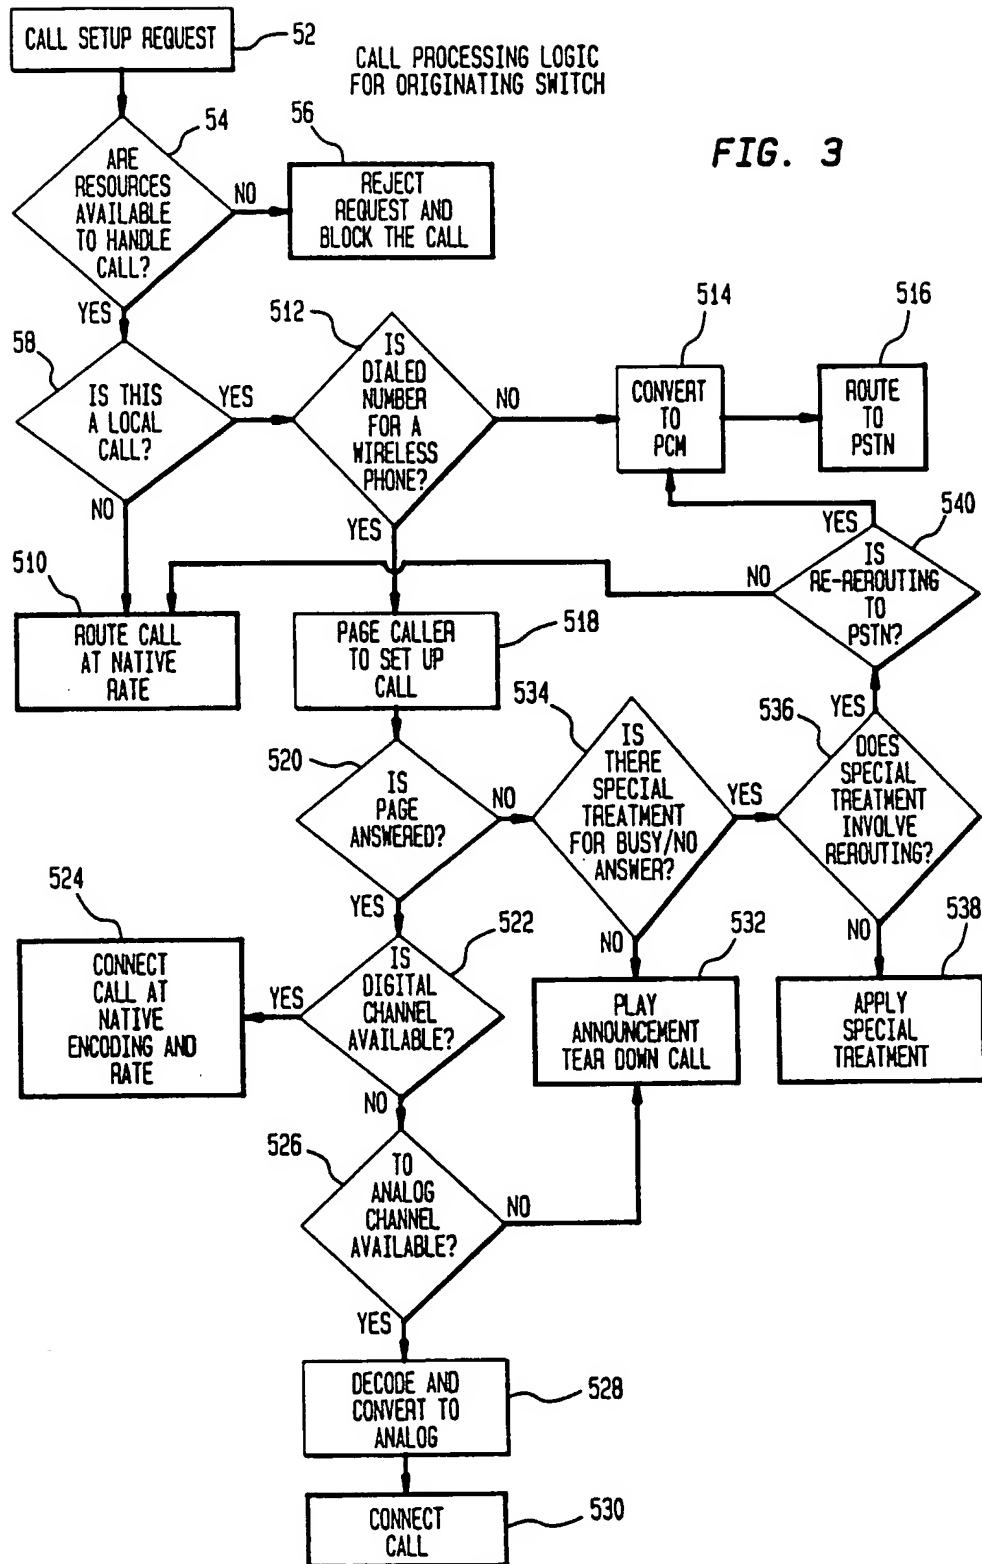 CALL SETUP REQUEST
52
CALL PROCESSING LOGIC
FOR ORIGINATING SWITCH
FIG. 3
54
ARE
RESOURCES
AVAILABLE
TO HANDLE
CALL?
NO
56
REJECT
REQUEST AND
BLOCK THE CALL
YES
58
IS THIS
A LOCAL
CALL?
YES
NO
512
IS
DIALED
NUMBER
FOR A
WIRELESS
PHONE?
NO
YES
514
CONVERT
TO
PCM
516
ROUTE
TO
PSTN
540
YES
IS
RE-REROUTING
TO
PSTN?
NO
510
ROUTE CALL
AT NATIVE
RATE
PAGE CALLER
TO SET UP
CALL
518
520
IS
PAGE
ANSWERED?
NO
YES
534
IS
THERE
SPECIAL
TREATMENT
FOR BUSY/NO
ANSWER?
YES
NO
536
YES
DOES
SPECIAL
TREATMENT
INVOLVE
REROUTING?
NO
538
APPLY
SPECIAL
TREATMENT
532
PLAY
ANNOUNCEMENT
TEAR DOWN CALL
522
IS
DIGITAL
CHANNEL
AVAILABLE?
YES
NO
524
CONNECT
CALL AT
NATIVE
ENCODING AND
RATE
526
TO
ANALOG
CHANNEL
AVAILABLE?
NO
YES
DECODE AND
CONVERT TO
ANALOG
528
CONNECT
CALL
530